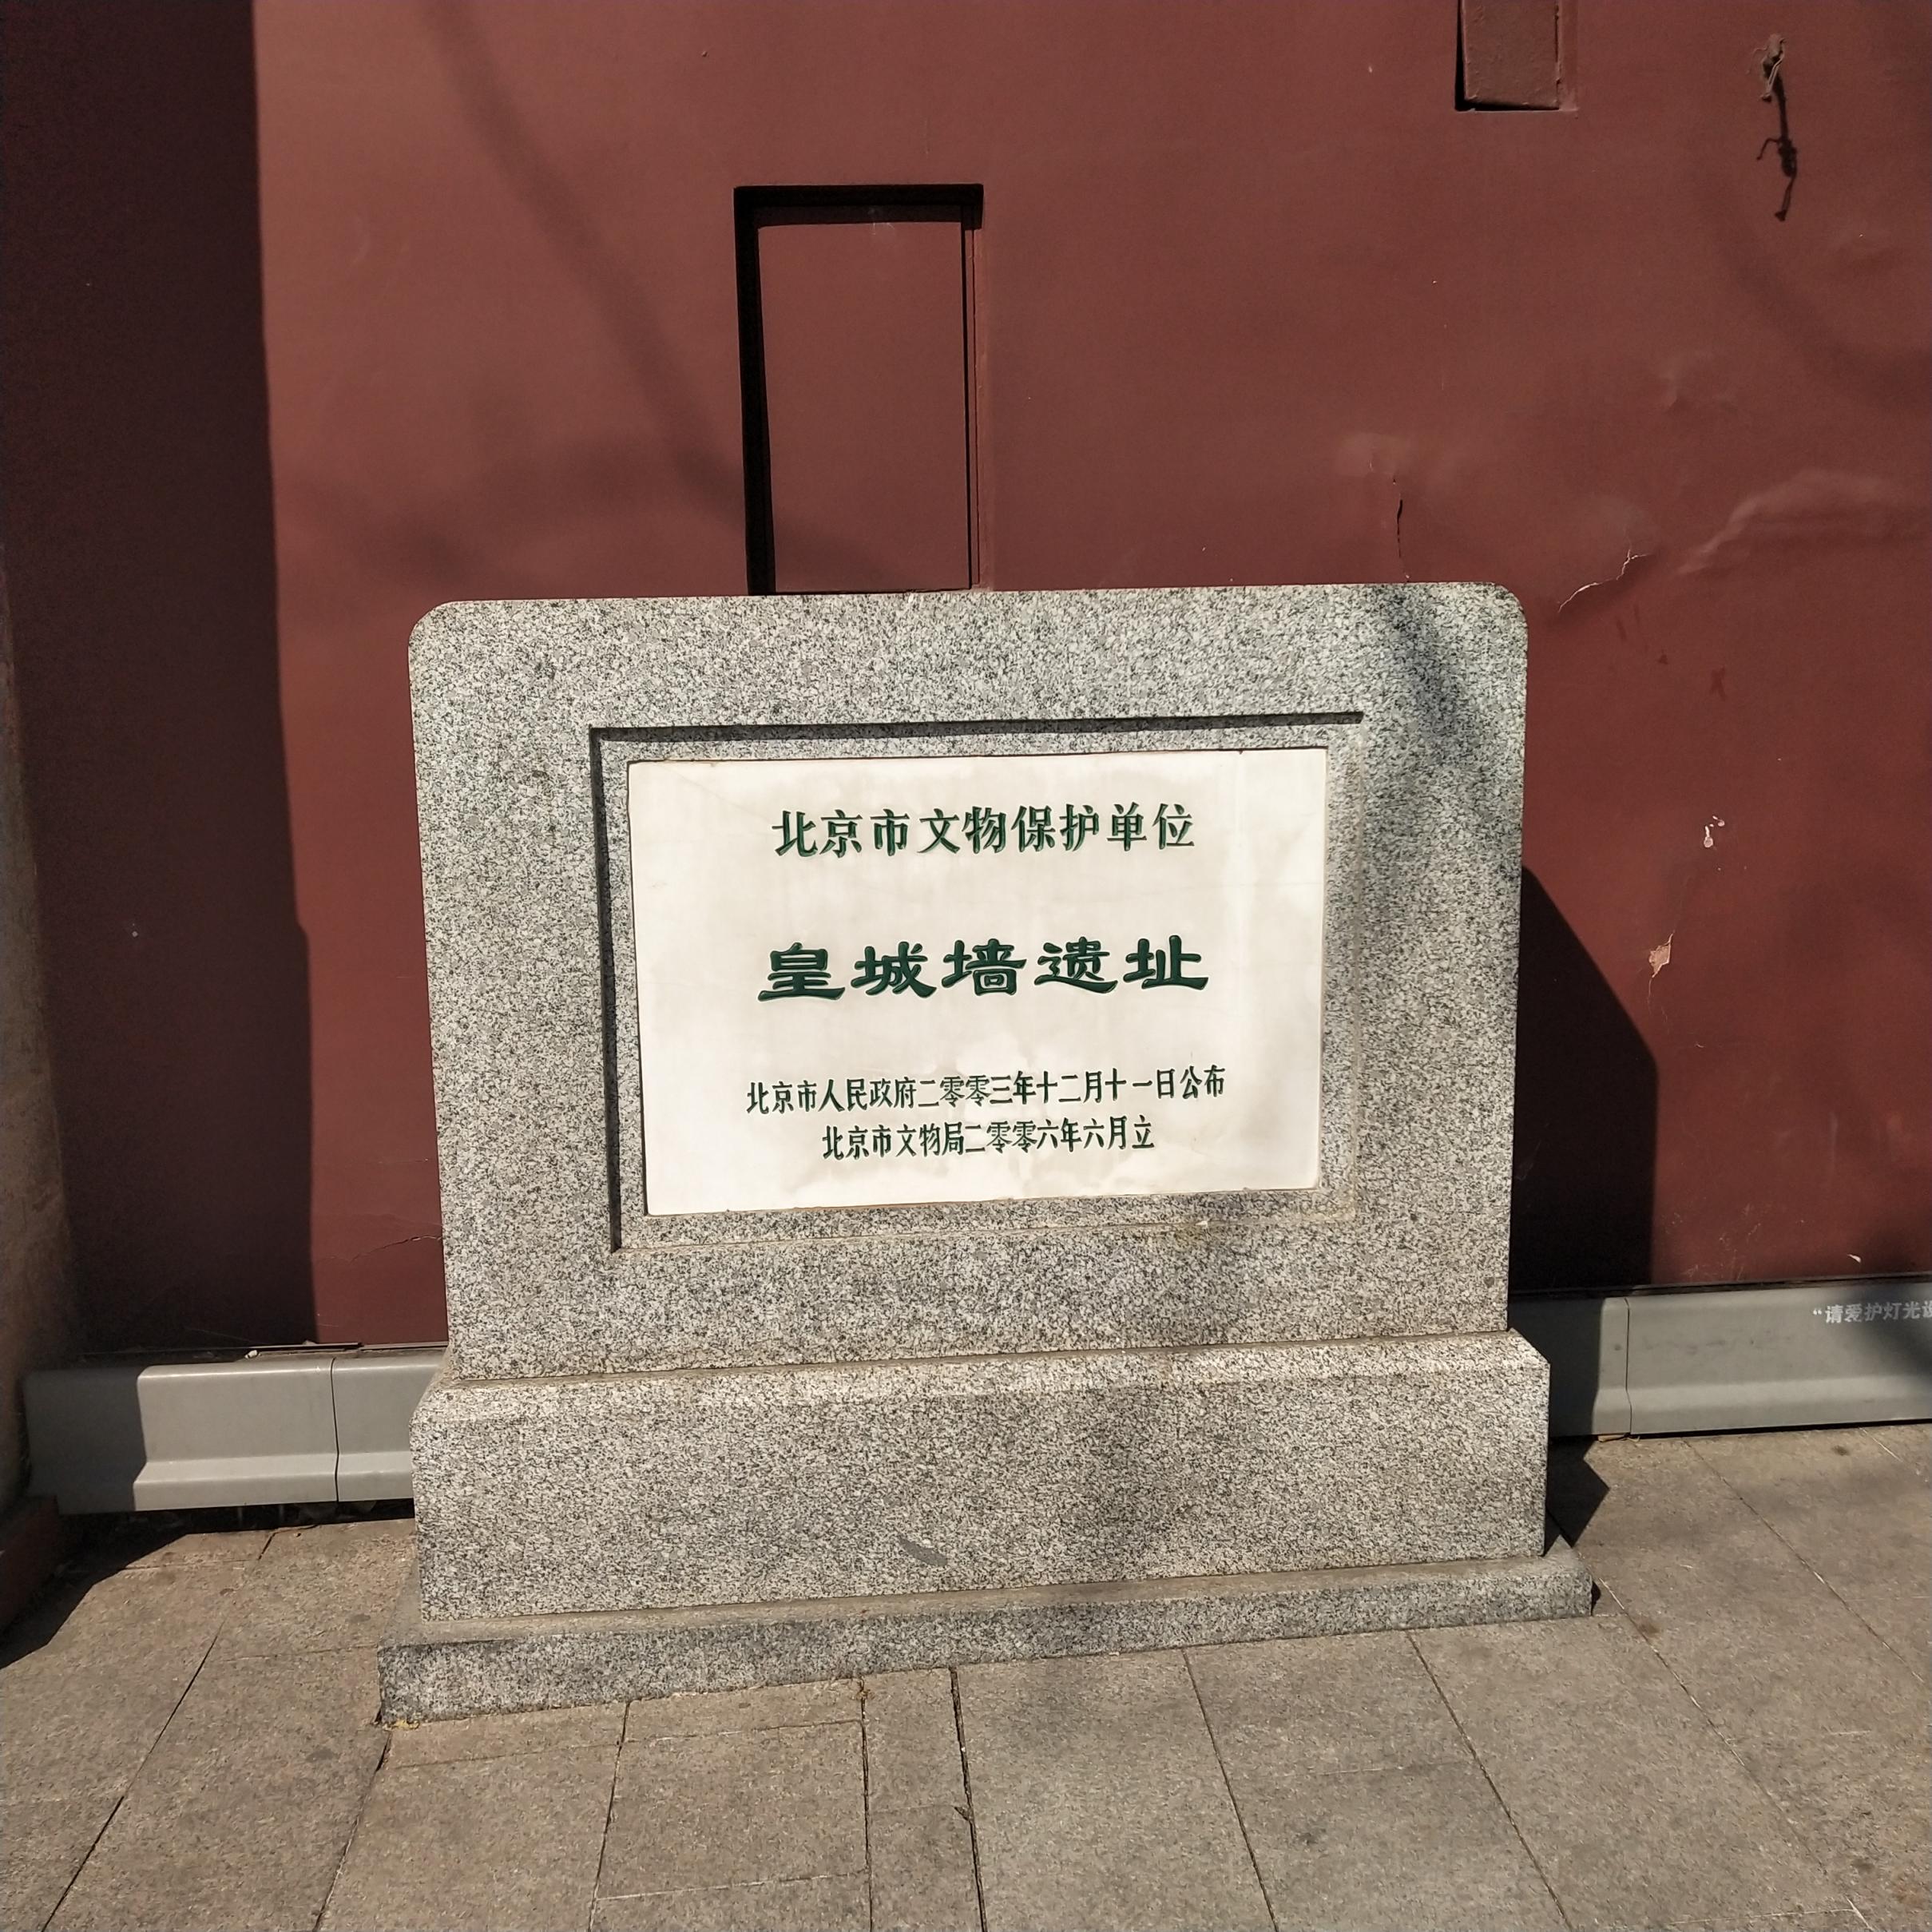 北京市文物保护单位
皇城墙遗址
北京市人民政府二零零三年十二月十一日公布
北京市文物局二零零六年六月立
“请爱护灯光